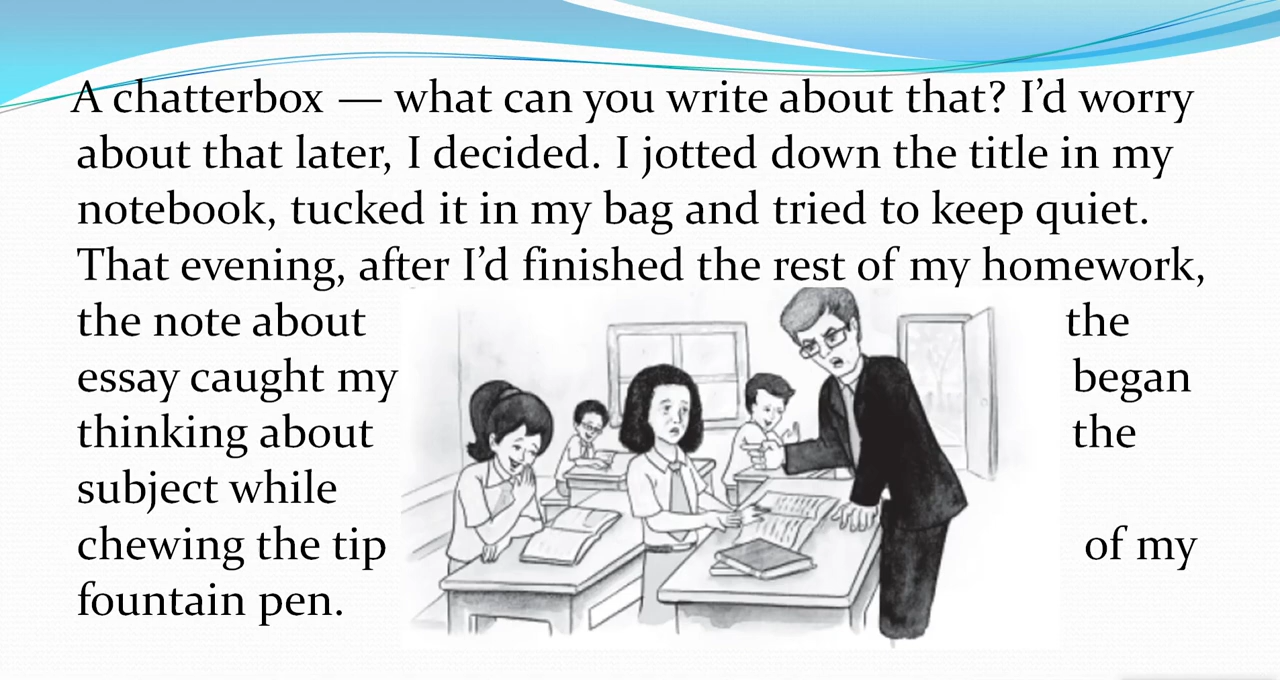 A chatterbox — what can you write about that? I’d worry
about that later, I decided. I jotted down the title in my
notebook, tucked it in my bag and tried to keep quiet.
That evening, after I’d finished the rest of my homework,
the note about the
essay caught my began
thinking about the
subject while
chewing the tip of my
fountain pen.